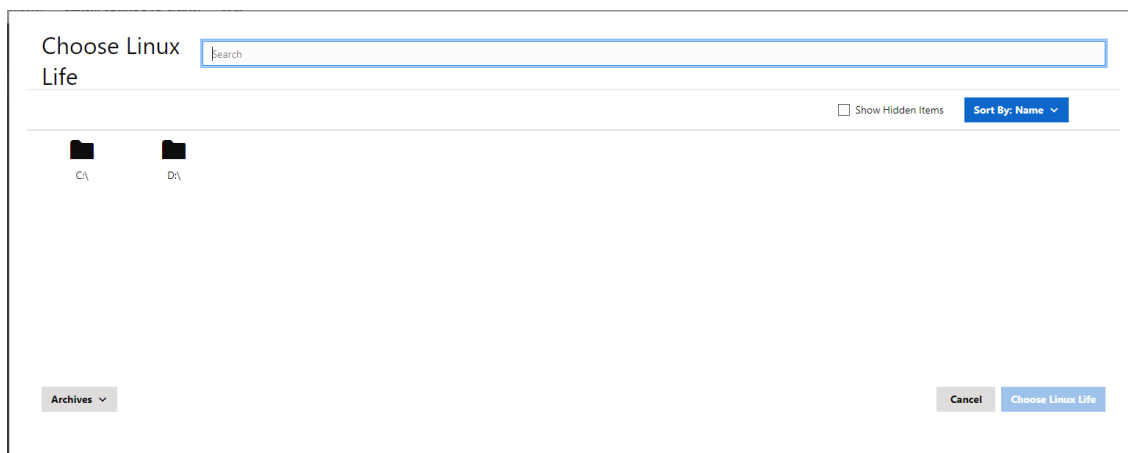 Choose Linux
Life
Search
Show Hidden Items
Sort By: Name
C:\
D:\
Archives
Cancel
Choose Linux Life